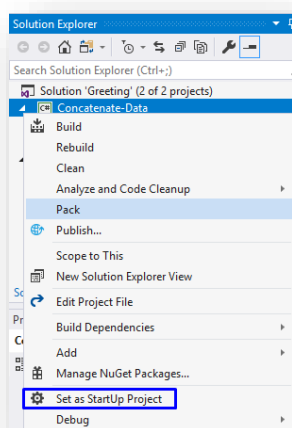 Solution Explorer
Search Solution Explorer (Ctrl+;)
Solution 'Greeting' (2 of 2 projects)
C# Concatenate-Data
Build
Rebuild
Clean
Analyze and Code Cleanup
Pack
Publish...
Scope to This
New Solution Explorer View
Edit Project File
Build Dependencies
Add
Manage NuGet Packages...
Set as StartUp Project
Debug